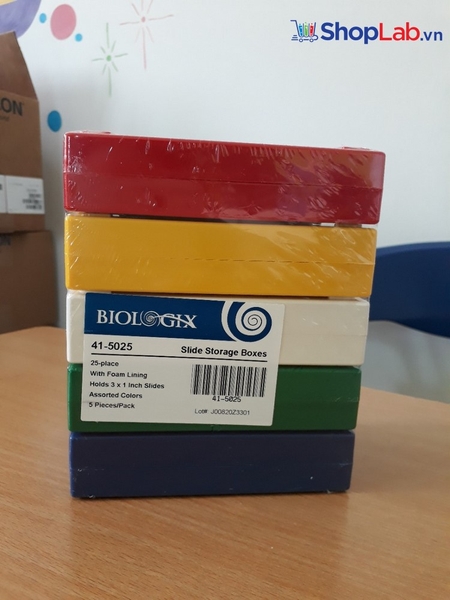 ShopLab.vn
ON
BIOLOGIX
41-5025 Slide Storage Boxes
25-place
With Foam Lining
Holds 3 x 1 Inch Slides
Assorted Colors
5 Pieces/Pack
41-5025
Lot#: J00820Z3301